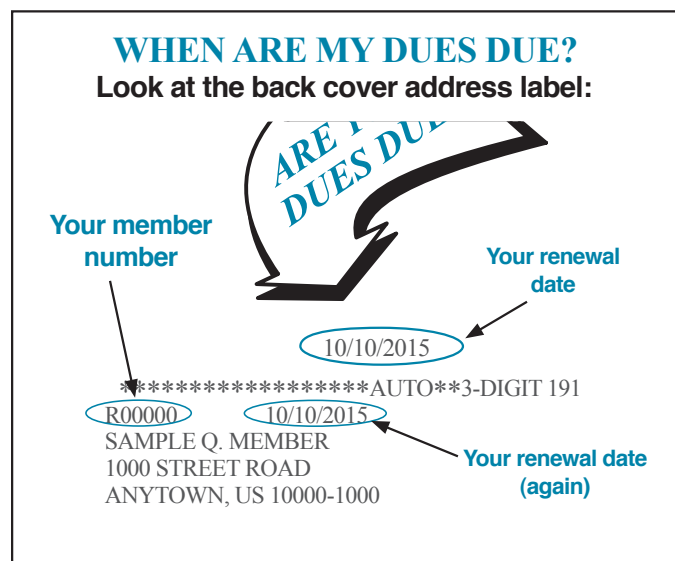 WHEN ARE MY DUES DUE?
Look at the back cover address label:
ARE
DUES DUE
Your member
number
Your renewal
date
10/10/2015
******************AUTO**3-DIGIT 191
R00000 10/10/2015
SAMPLE Q. MEMBER
1000 STREET ROAD
ANYTOWN, US 10000-1000
Your renewal date
(again)